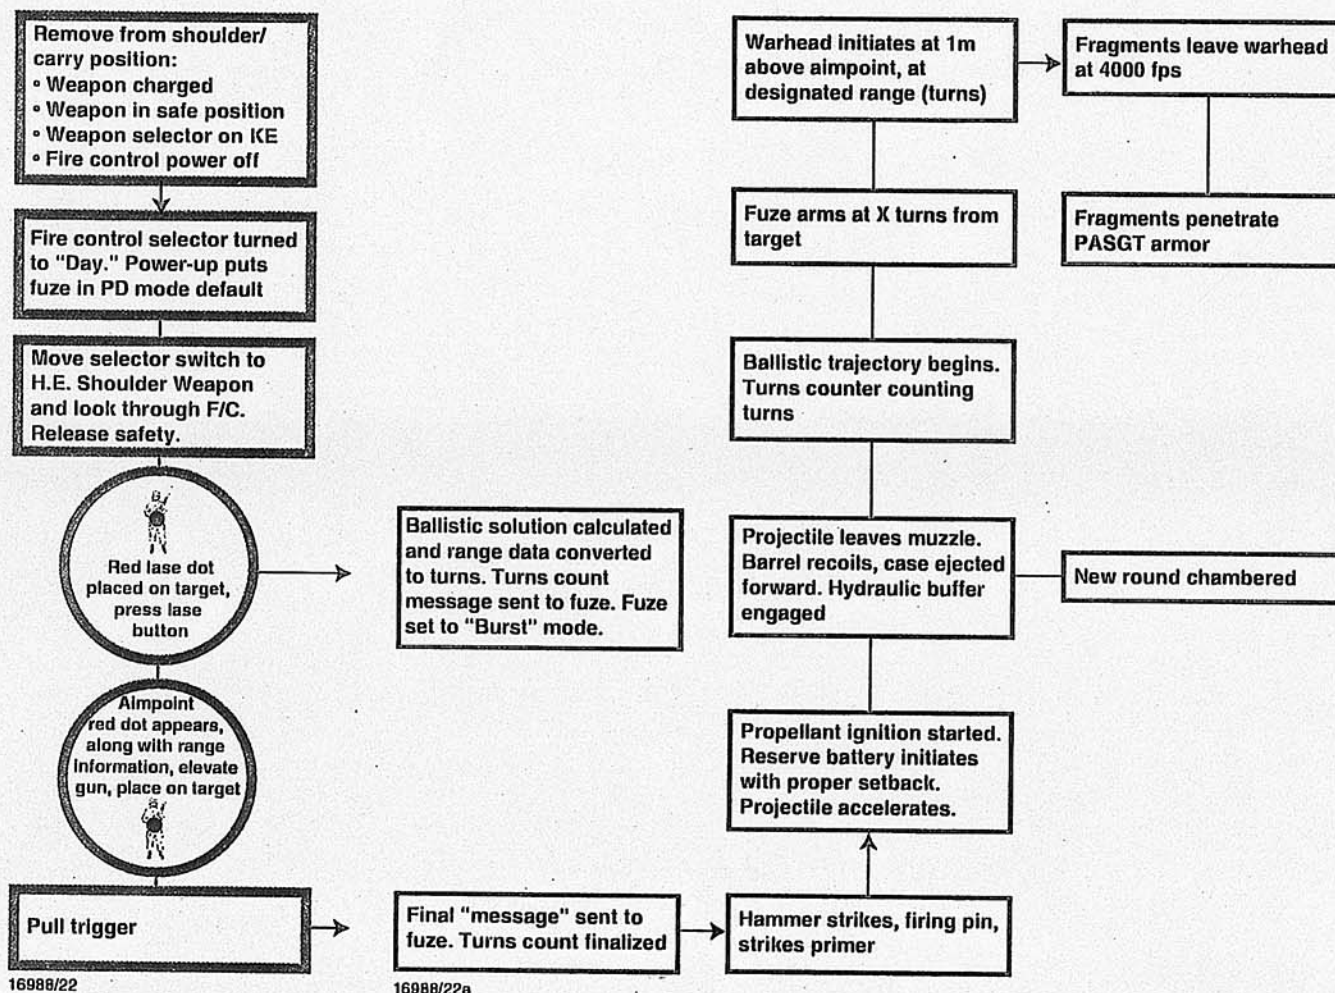 Remove from shoulder/
carry position:
• Weapon charged
• Weapon in safe position
• Weapon selector on KE
• Fire control power off
Fire control selector turned
to "Day." Power-up puts
fuze in PD mode default
Move selector switch to
H.E. Shoulder Weapon
and look through F/C.
Release safety.
Red lase dot
placed on target,
press lase
button
Ballistic solution calculated
and range data converted
to turns. Turns count
message sent to fuze. Fuze
set to "Burst" mode.
Aimpoint
red dot appears,
along with range
information, elevate
gun, place on target
Pull trigger
16988/22
Final "message" sent to
fuze. Turns count finalized
16988/22a
Hammer strikes, firing pin,
strikes primer
Propellant ignition started.
Reserve battery initiates
with proper setback.
Projectile accelerates.
Projectile leaves muzzle.
Barrel recoils, case ejected
forward. Hydraulic buffer
engaged
New round chambered
Ballistic trajectory begins.
Turns counter counting
turns
Fuze arms at X turns from
target
Warhead initiates at 1m
above aimpoint, at
designated range (turns)
Fragments leave warhead
at 4000 fps
Fragments penetrate
PASGT armor